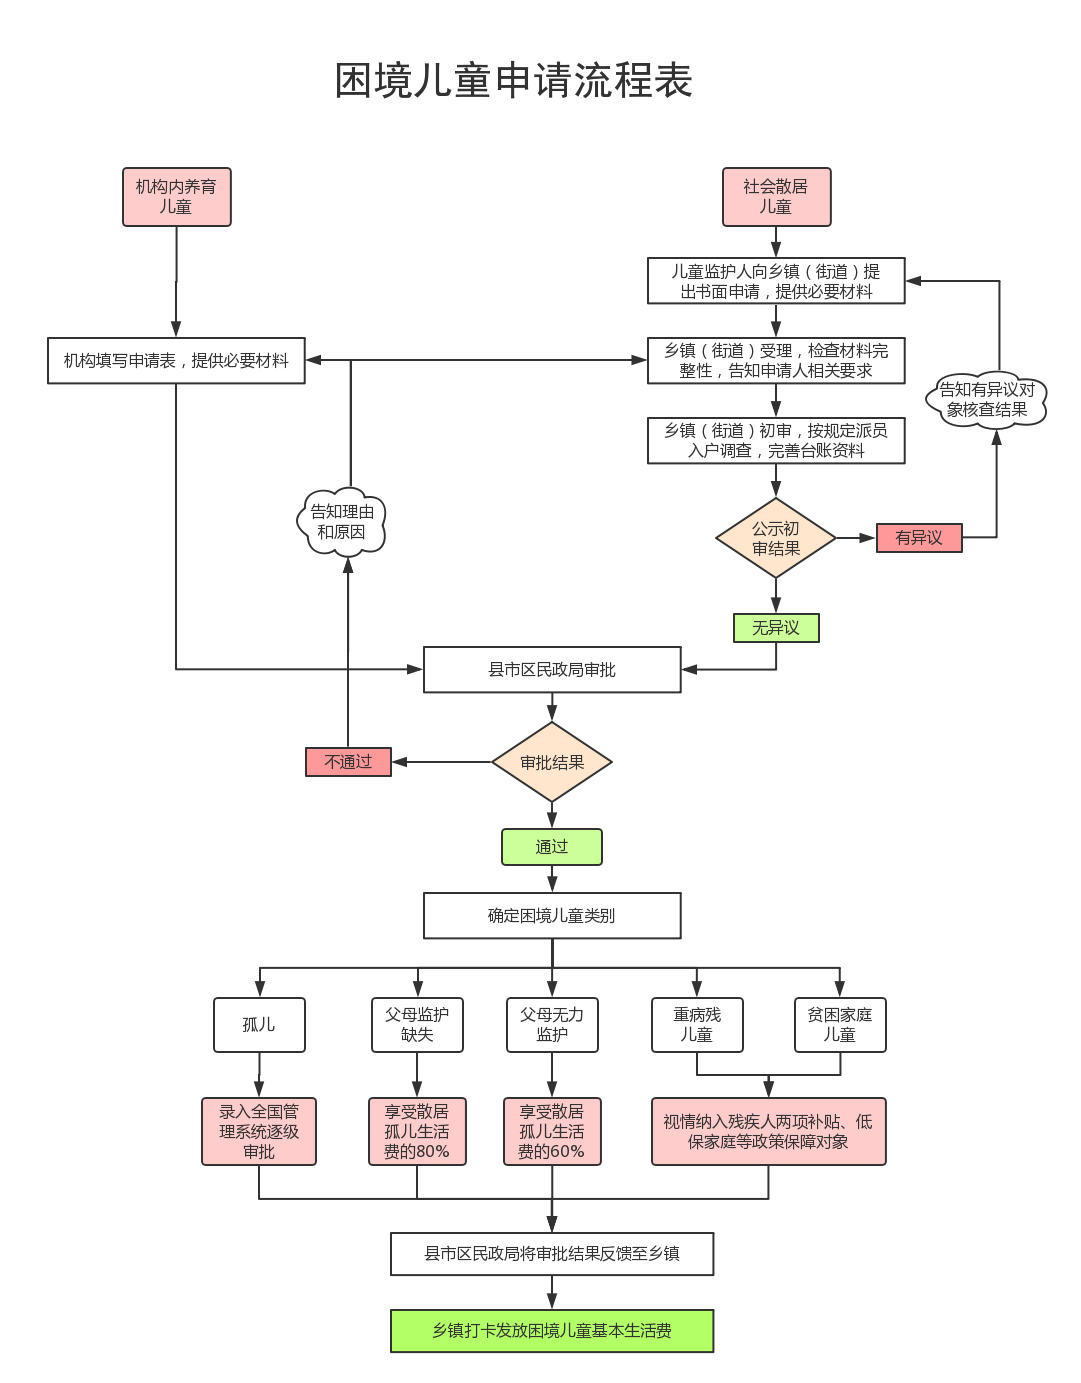 困境儿童申请流程表
机构内养育
儿童
社会散居
儿童
儿童监护人向乡镇（街道）提
出书面申请，提供必要材料
机构填写申请表，提供必要材料
乡镇（街道）受理，检查材料完
整性，告知申请人相关要求
告知有异议对
象核查结果
乡镇（街道）初审，按规定派员
入户调查，完善台账资料
告知理由
和原因
公示初
审结果
有异议
无异议
县市区民政局审批
不通过
审批结果
通过
确定困境儿童类别
孤儿
父母监护
缺失
父母无力
监护
重病残
儿童
贫困家庭
儿童
录入全国管
理系统逐级
审批
享受散居
孤儿生活
费的80%
享受散居
孤儿生活
费的60%
视情纳入残疾人两项补贴、低
保家庭等政策保障对象
县市区民政局将审批结果反馈至乡镇
乡镇打卡发放困境儿童基本生活费